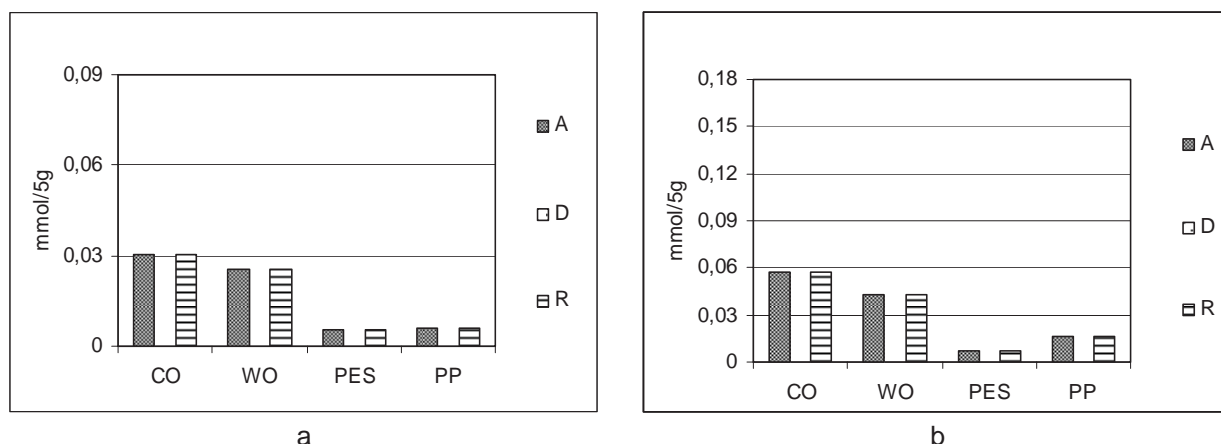 0,09
0,06
0,03
0
mmol/5g
CO WO PES PP
A
D
R
a
0,18
0,15
0,12
0,09
0,06
0,03
0
mmol/5g
CO WO PES PP
A
D
R
b